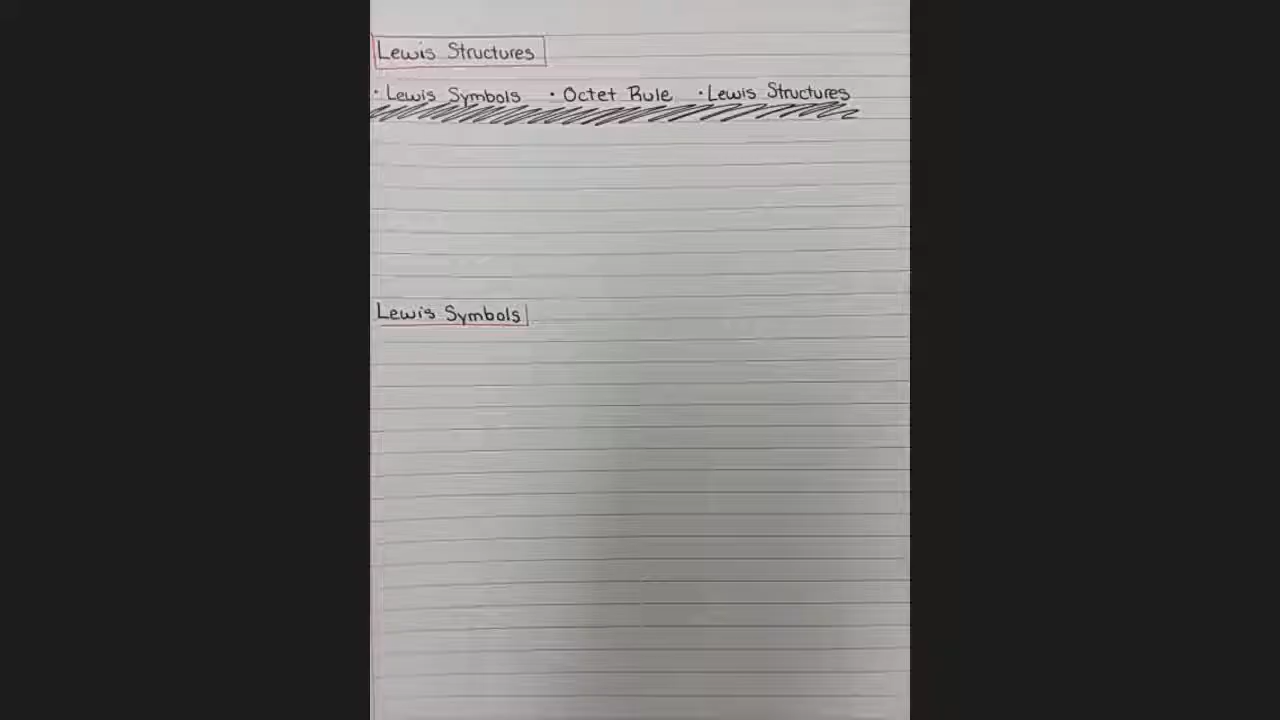 Lewis Structures
· Lewis Symbols · Octet Rule · Lewis Structures
Lewis Symbols